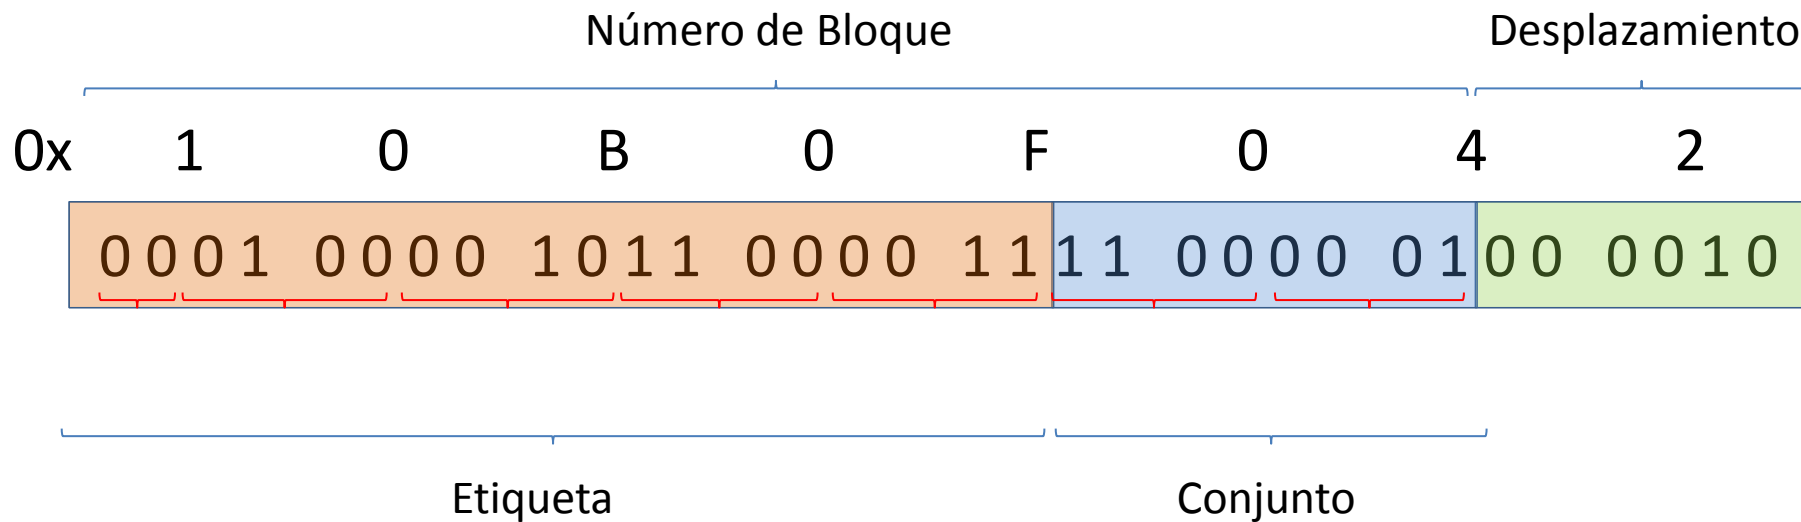 Número de Bloque Desplazamiento
0x 1 0 B 0 F 0 4 2
0 0 0 1 0 0 0 0 1 0 1 1 0 0 0 0 1 1 1 1 0 0 0 0 0 1 0 0 0 0 1 0
Etiqueta Conjunto